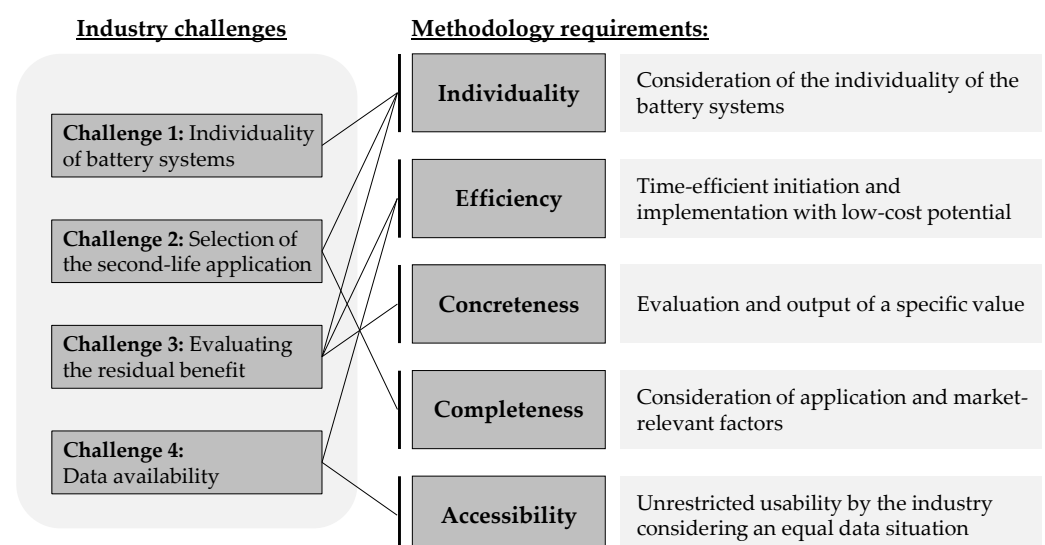 Industry challenges
Methodology requirements:
Challenge 1: Individuality
of battery systems
Challenge 2: Selection of
the second-life application
Challenge 3: Evaluating
the residual benefit
Challenge 4:
Data availability
Individuality
Consideration of the individuality of the
battery systems
Efficiency
Time-efficient initiation and
implementation with low-cost potential
Concreteness
Evaluation and output of a specific value
Completeness
Consideration of application and market-
relevant factors
Accessibility
Unrestricted usability by the industry
considering an equal data situation